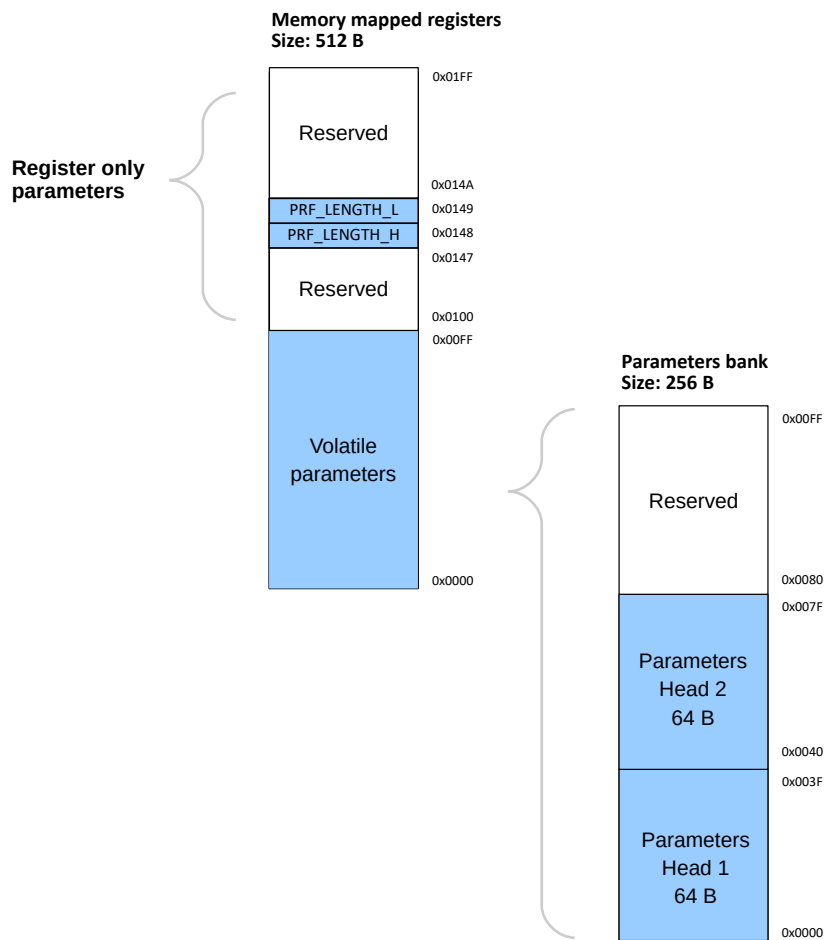 Memory mapped registers
Size: 512 B
0x01FF
Reserved
Register only
parameters
0x014A
PRF_LENGTH_L
0x0149
PRF_LENGTH_H
0x0148
0x0147
Reserved
0x0100
0x00FF
Volatile
parameters
0x0000
Parameters bank
Size: 256 B
0x00FF
Reserved
0x0080
0x007F
Parameters
Head 2
64 B
0x0040
0x003F
Parameters
Head 1
64 B
0x0000